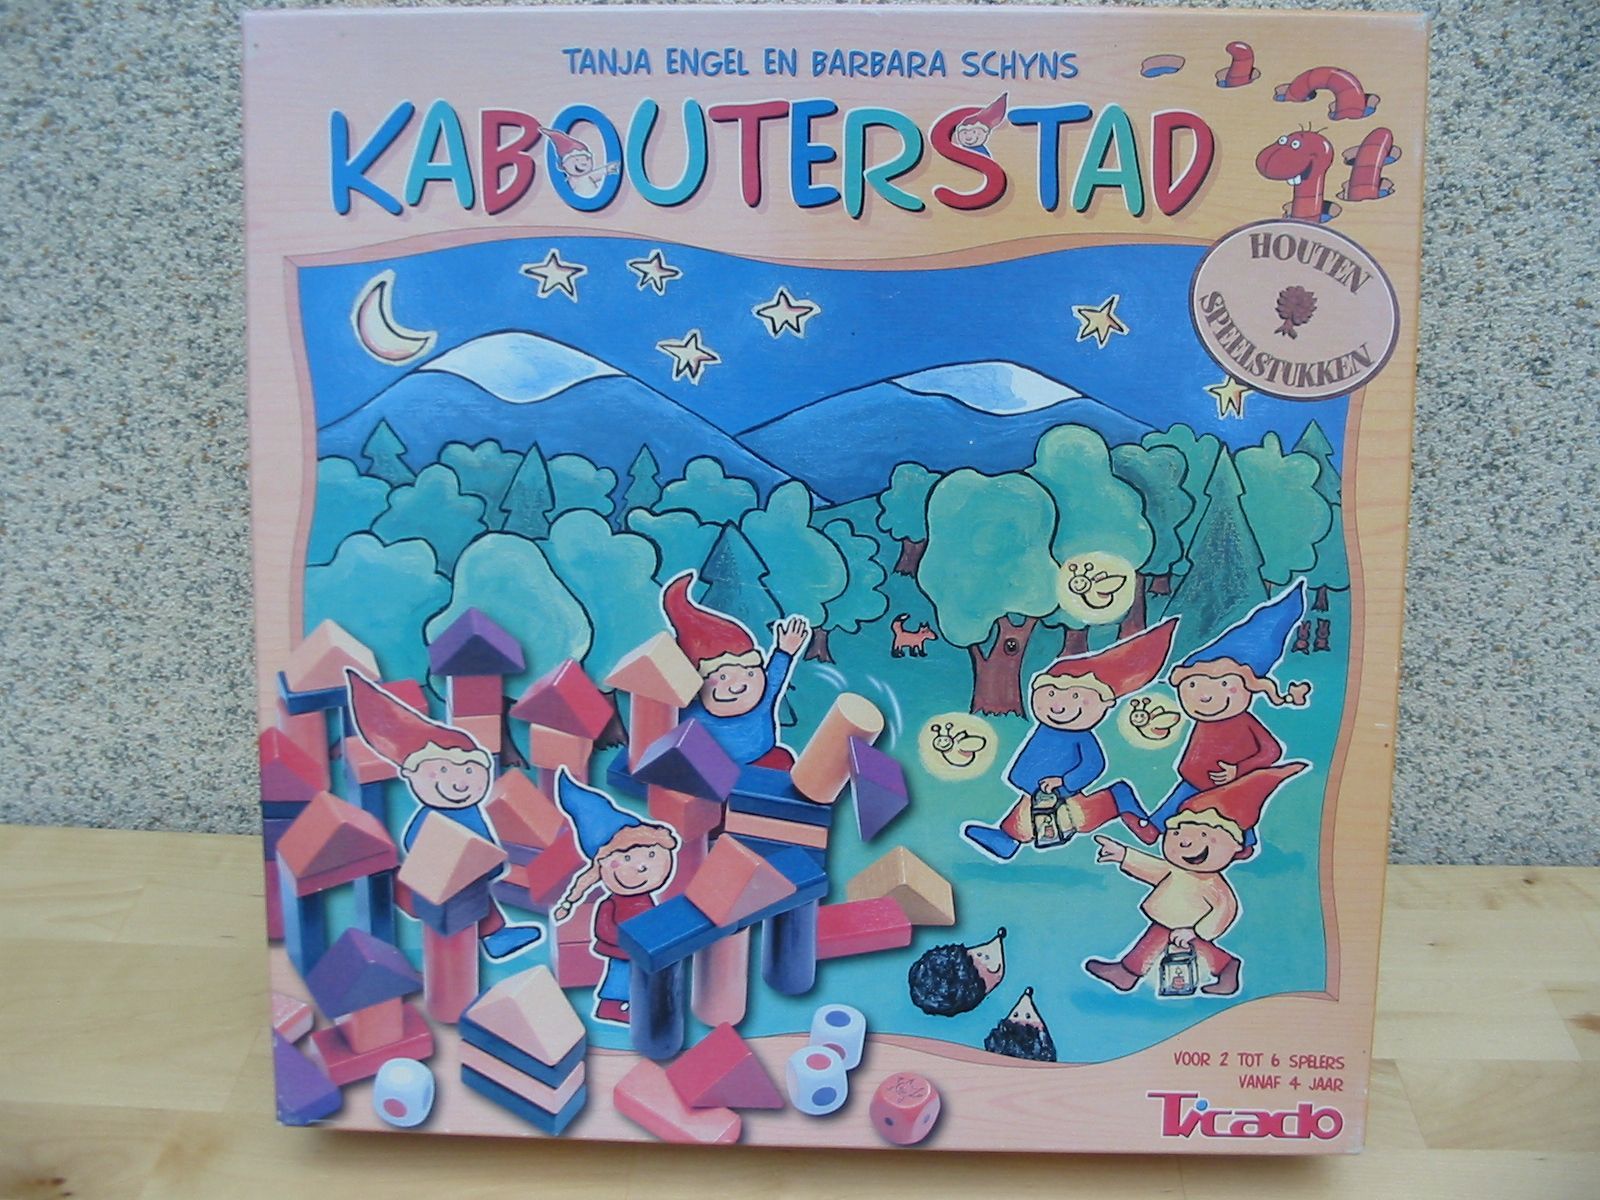 TANJA ENGEL EN BARBARA SCHYNS
KABOUTERSTAD
HOUTEN
SPEELSTUKKEN
VOOR 2 TOT 6 SPELERS
VANAF 4 JAAR
Ticado